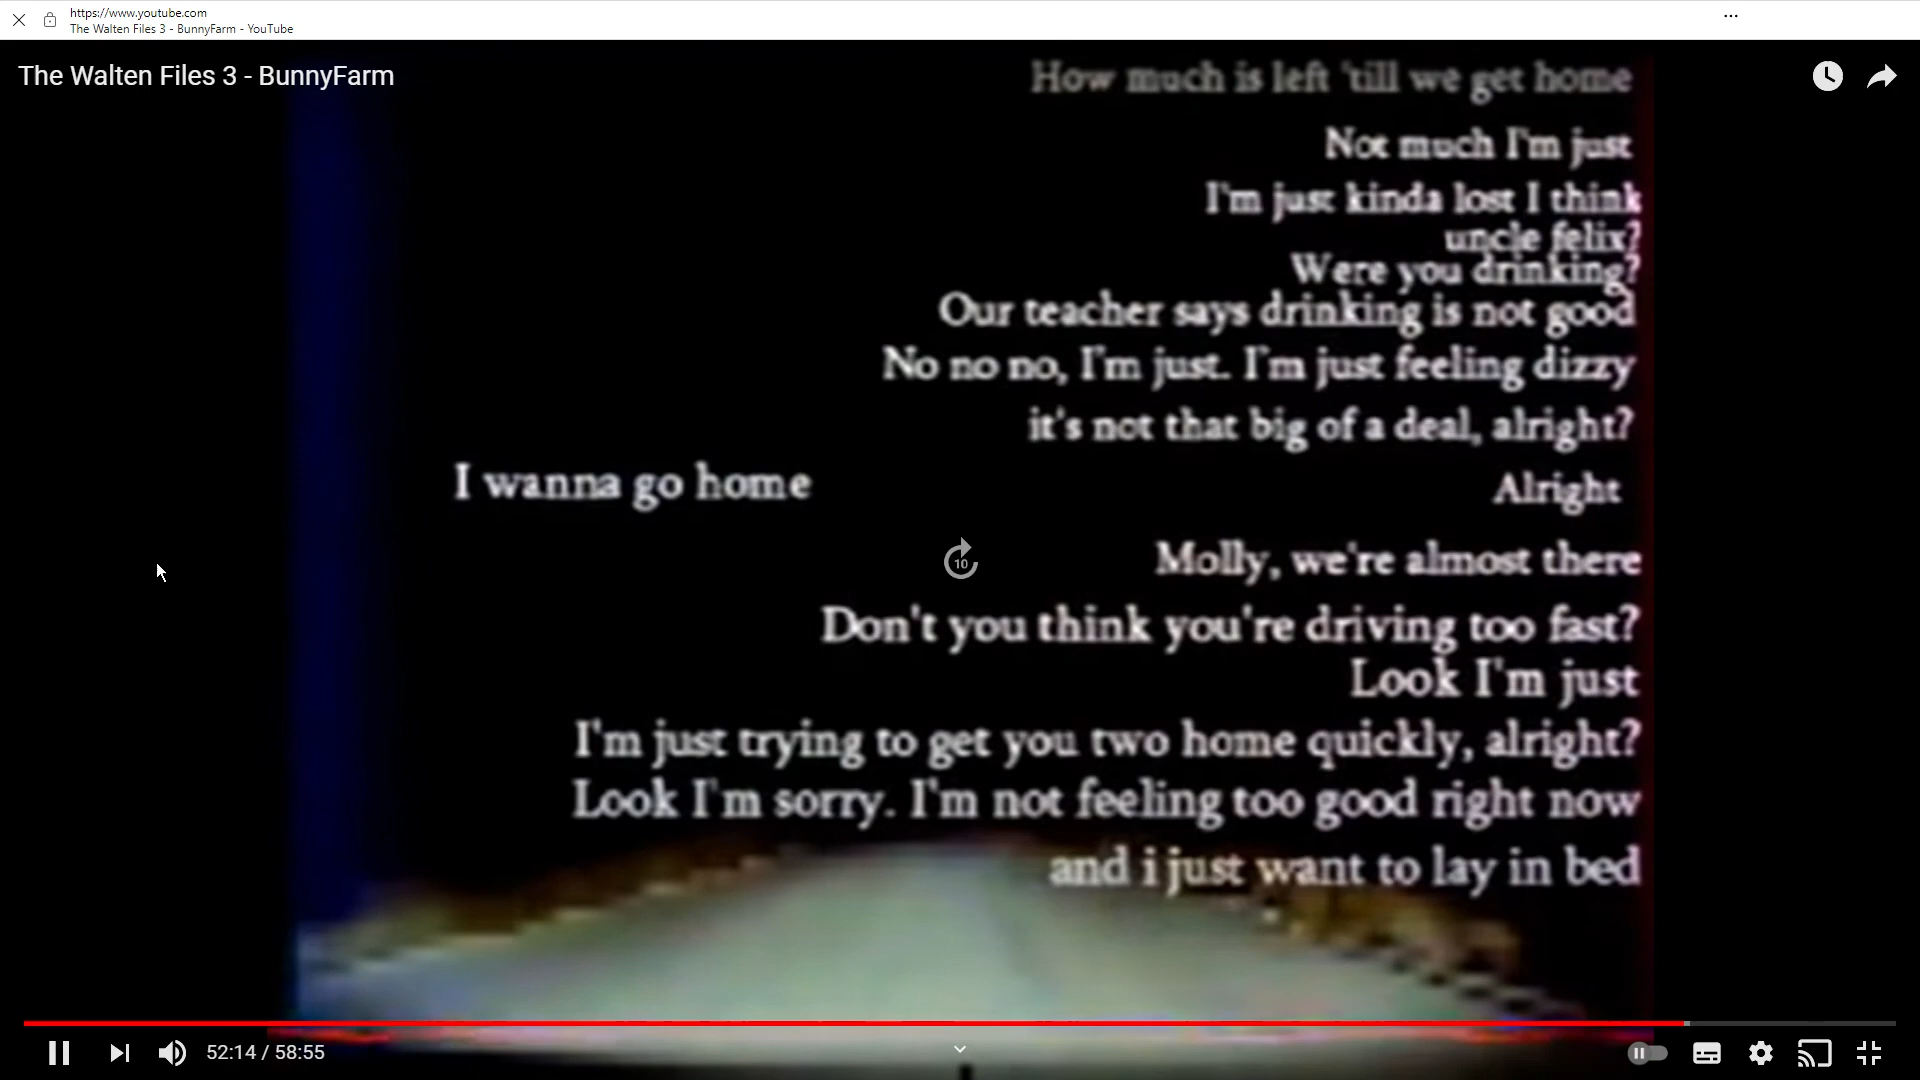 https://www.youtube.com
The Walten Files 3 - BunnyFarm - YouTube
The Walten Files 3 - BunnyFarm
How much is left 'till we get home
Not much I'm just
I'm just kinda lost I think
uncle felix?
Were you drinking?
Our teacher says drinking is not good
No no no, I'm just. I'm just feeling dizzy
it's not that big of a deal, alright?
I wanna go home
Alright
Molly, we're almost there
10
Don't you think you're driving too fast?
Look I'm just
I'm just trying to get you two home quickly, alright?
Look I'm sorry. I'm not feeling too good right now
and i just want to lay in bed
52:14 / 58:55